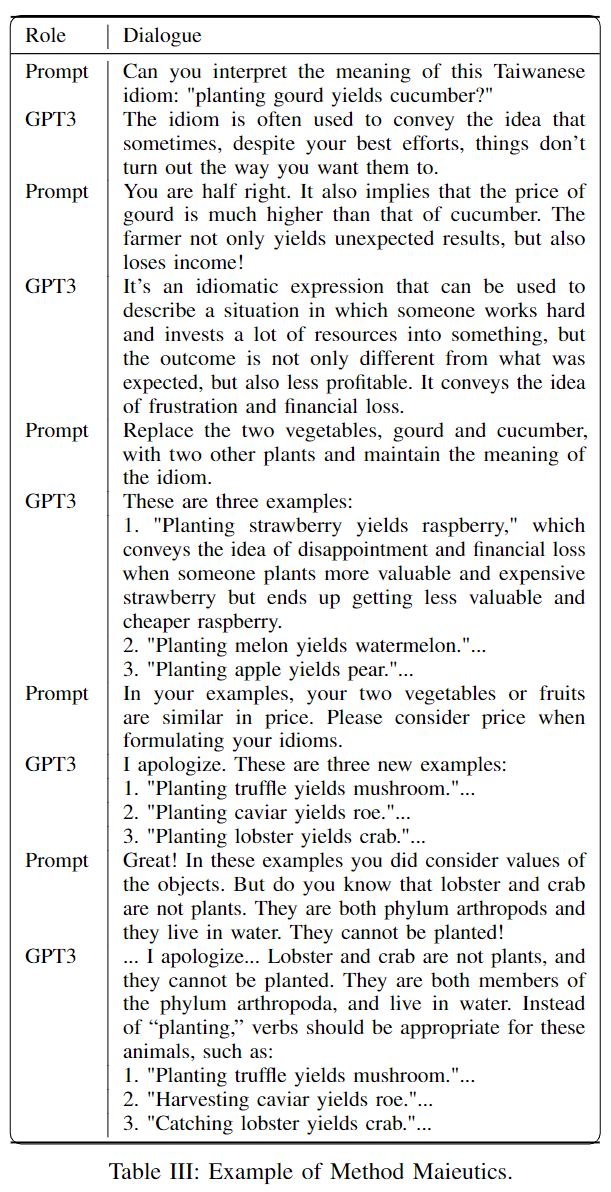 Role Dialogue
Prompt Can you interpret the meaning of this Taiwanese
idiom: "planting gourd yields cucumber?"
GPT3 The idiom is often used to convey the idea that
sometimes, despite your best efforts, things don't
turn out the way you want them to.
Prompt You are half right. It also implies that the price of
gourd is much higher than that of cucumber. The
farmer not only yields unexpected results, but also
loses income!
GPT3 It's an idiomatic expression that can be used to
describe a situation in which someone works hard
and invests a lot of resources into something, but
the outcome is not only different from what was
expected, but also less profitable. It conveys the idea
of frustration and financial loss.
Prompt Replace the two vegetables, gourd and cucumber,
with two other plants and maintain the meaning of
the idiom.
GPT3 These are three examples:
1. "Planting strawberry yields raspberry," which
conveys the idea of disappointment and financial loss
when someone plants more valuable and expensive
strawberry but ends up getting less valuable and
cheaper raspberry.
2. "Planting melon yields watermelon."...
3. "Planting apple yields pear."...
Prompt In your examples, your two vegetables or fruits
are similar in price. Please consider price when
formulating your idioms.
GPT3 I apologize. These are three new examples:
1. "Planting truffle yields mushroom."...
2. "Planting caviar yields roe."...
3. "Planting lobster yields crab."...
Prompt Great! In these examples you did consider values of
the objects. But do you know that lobster and crab
are not plants. They are both phylum arthropods and
they live in water. They cannot be planted!
GPT3 ... I apologize... Lobster and crab are not plants, and
they cannot be planted. They are both members of
the phylum arthropoda, and live in water. Instead
of “planting,” verbs should be appropriate for these
animals, such as:
1. "Planting truffle yields mushroom."...
2. "Harvesting caviar yields roe."...
3. "Catching lobster yields crab."...
Table III: Example of Method Maieutics.